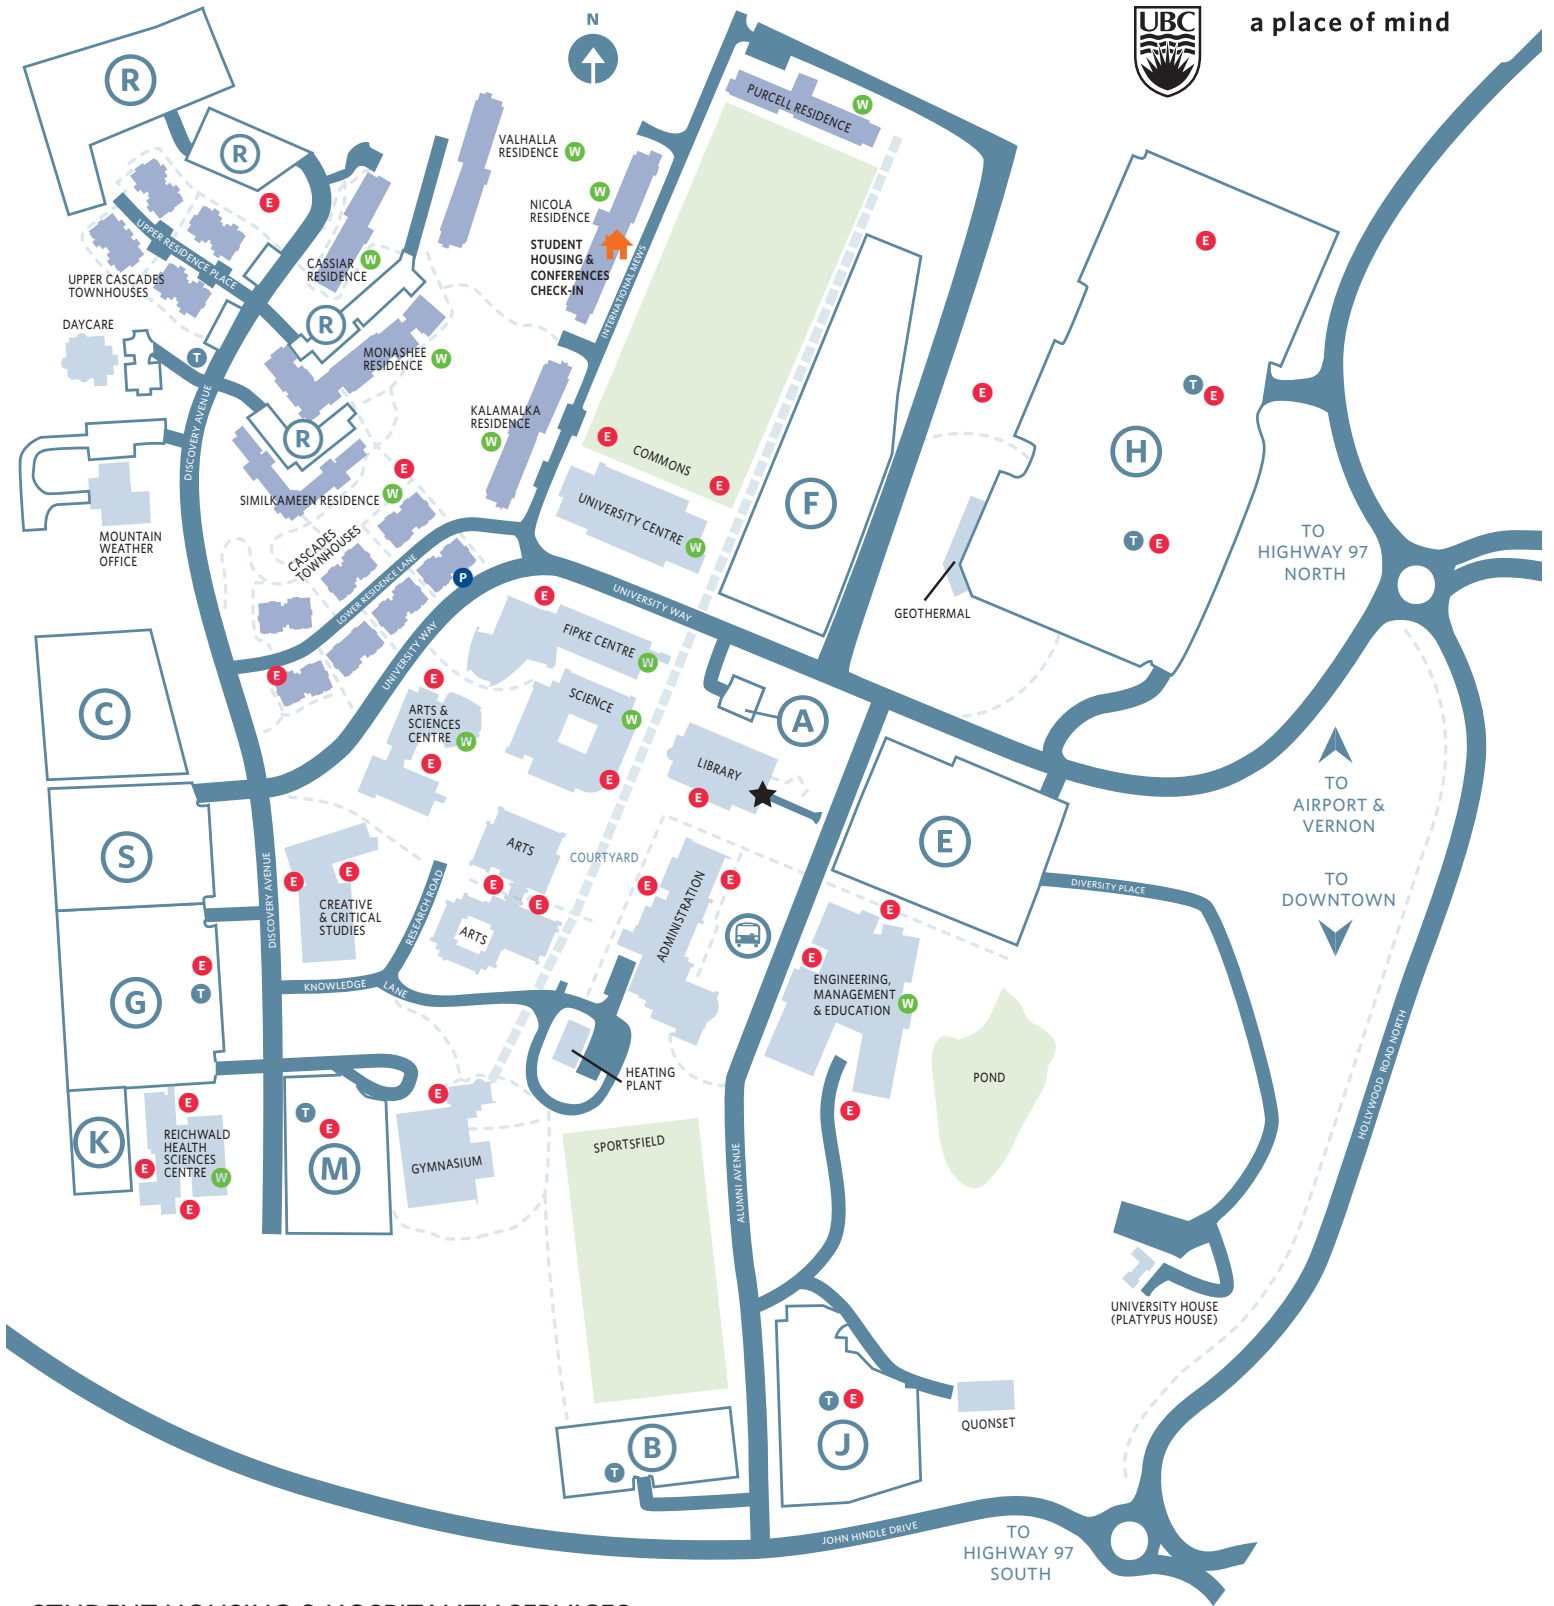 UBC
a place of mind
N
R
R
PURCELL RESIDENCE
W
VALHALLA
RESIDENCE
W
E
W
NICOLA
RESIDENCE
STUDENT
HOUSING &
CONFERENCES
CHECK-IN
INTERNATIONAL MEWS
UPPER RESIDENCE PLACE
UPPER CASCADES
TOWNHOUSES
CASSIAR
RESIDENCE
W
E
DAYCARE
T
R
MONASHEE
RESIDENCE
W
T
E
E
DISCOVERY AVENUE
R
KALAMALKA
RESIDENCE
W
E
COMMONS
E
H
E
SIMILKAMEEN RESIDENCE
W
UNIVERSITY CENTRE
W
F
T
E
MOUNTAIN
WEATHER
OFFICE
CASCADES
TOWNHOUSES
LOWER RESIDENCE LANE
P
TO
HIGHWAY 97
NORTH
GEOTHERMAL
UNIVERSITY WAY
E
FIPKE CENTRE
W
UNIVERSITY WAY
E
E
C
ARTS &
SCIENCES
CENTRE
W
E
SCIENCE
W
E
A
LIBRARY
E
TO
AIRPORT &
VERNON
TO
DOWNTOWN
S
ARTS
COURTYARD
E
DIVERSITY PLACE
E
E
CREATIVE
& CRITICAL
STUDIES
DISCOVERY AVENUE
RESEARCH ROAD
E
E
ARTS
E
E
ADMINISTRATION
E
E
ENGINEERING,
MANAGEMENT
& EDUCATION
W
E
T
G
KNOWLEDGE
LANE
HEATING
PLANT
POND
HOLLYWOOD ROAD NORTH
E
E
T
E
E
K
REICHWALD
HEALTH
SCIENCES
CENTRE
W
E
E
M
GYMNASIUM
SPORTSFIELD
ALUMNI AVENUE
UNIVERSITY HOUSE
(PLATYPUS HOUSE)
T
E
J
QUONSET
B
T
JOHN HINDLE DRIVE
TO
HIGHWAY 97
SOUTH